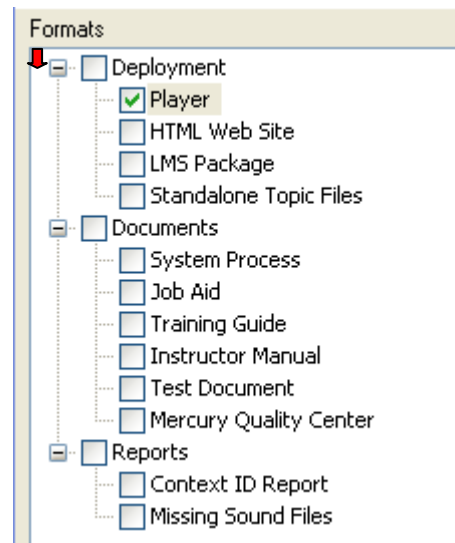 Formats
Deployment
Player
HTML Web Site
LMS Package
Standalone Topic Files
Documents
System Process
Job Aid
Training Guide
Instructor Manual
Test Document
Mercury Quality Center
Reports
Context ID Report
Missing Sound Files